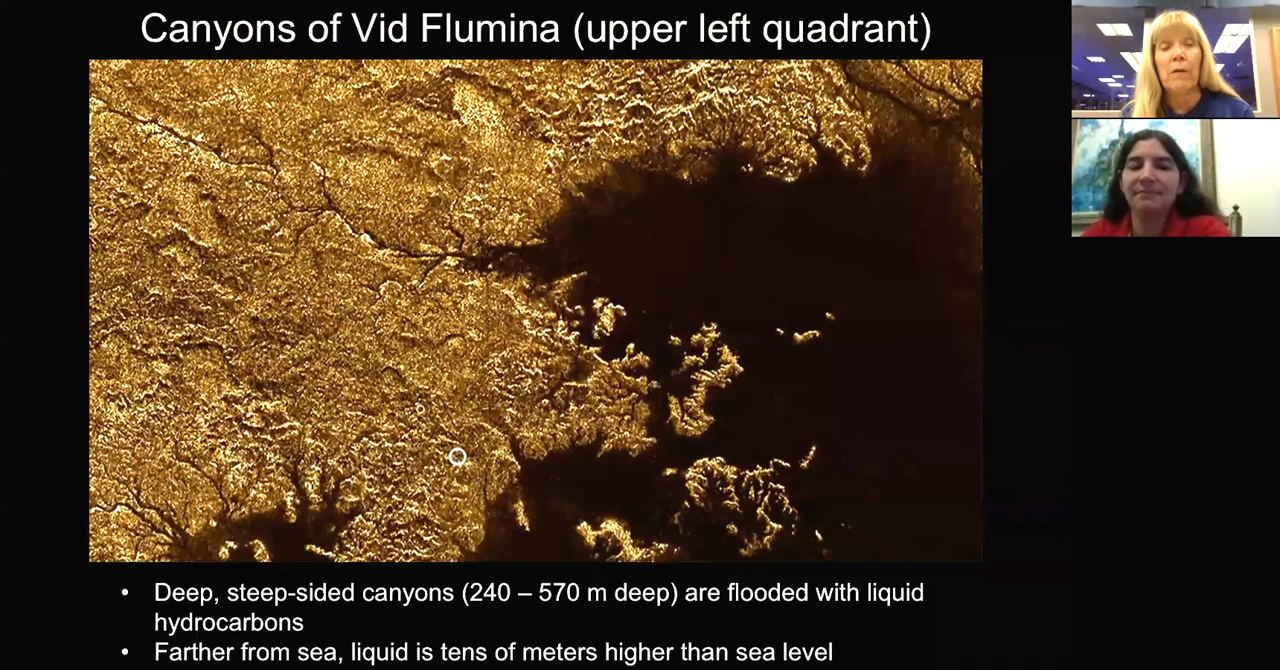 Canyons of Vid Flumina (upper left quadrant)
• Deep, steep-sided canyons (240 – 570 m deep) are flooded with liquid
hydrocarbons
• Farther from sea, liquid is tens of meters higher than sea level